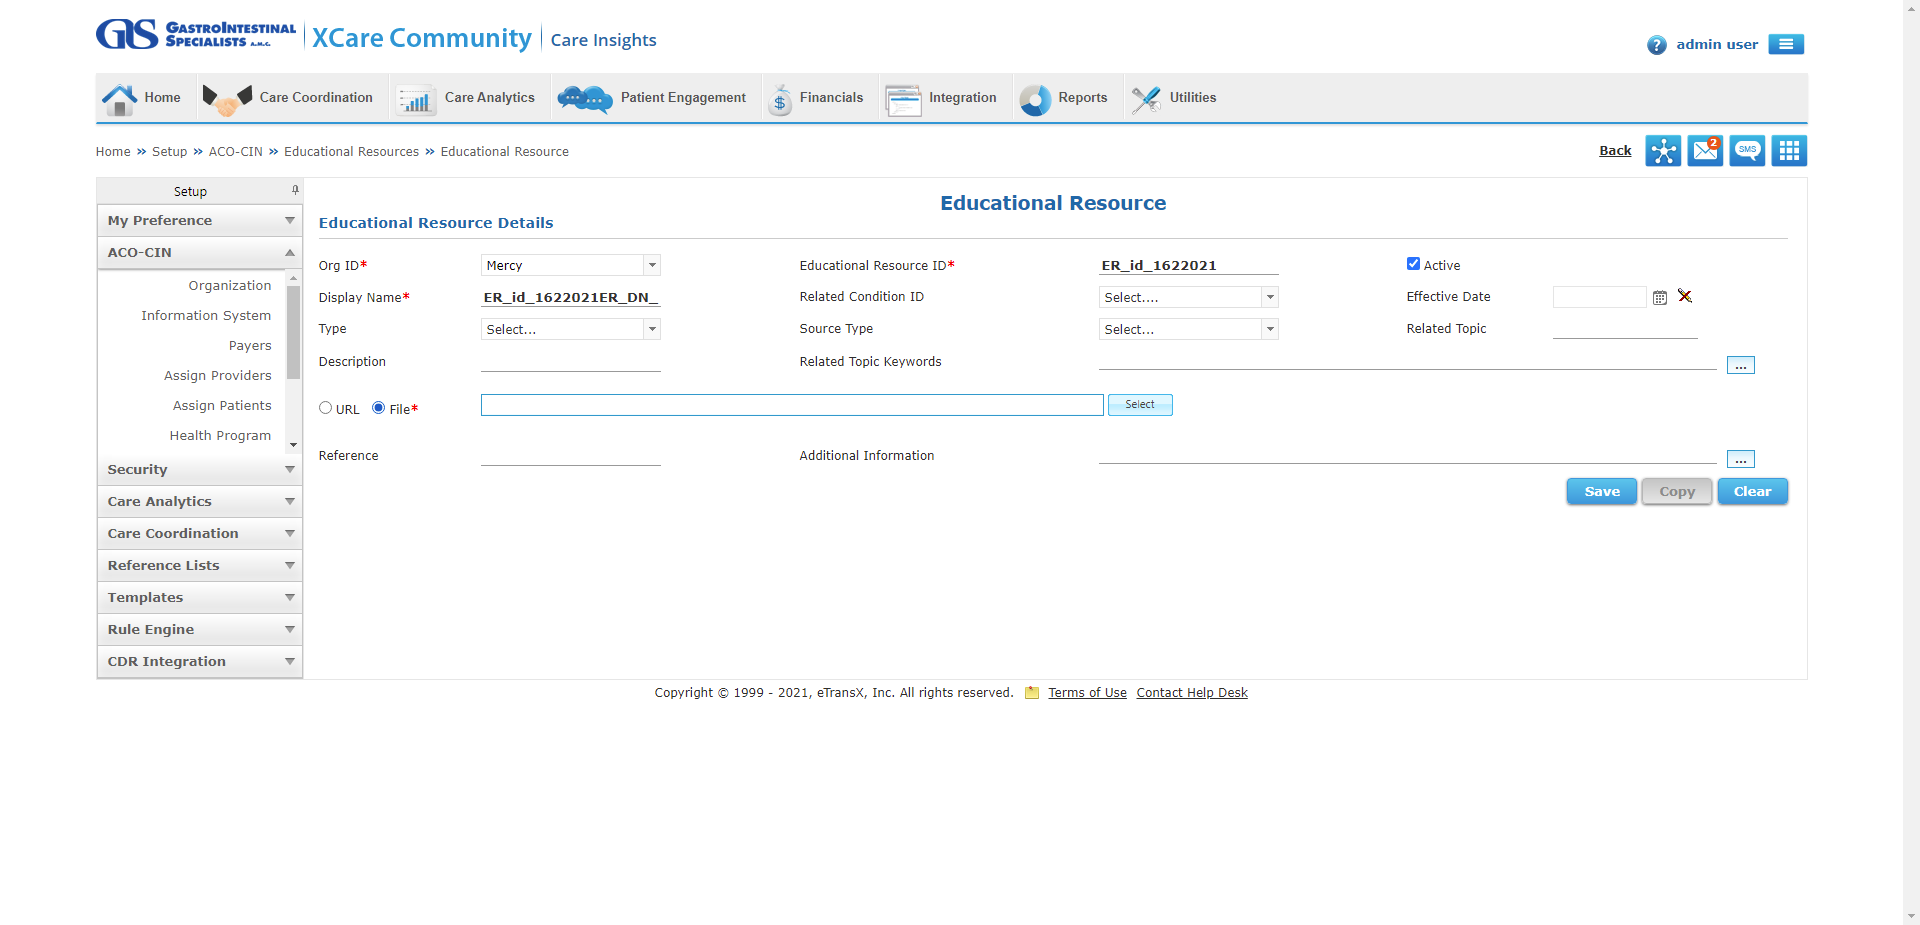 GIS GASTROINTESTINAL SPECIALISTS A.M.C. XCare Community Care Insights
? admin user
Home Care Coordination Care Analytics Patient Engagement Financials Integration Reports Utilities
Home » Setup » ACO-CIN » Educational Resources » Educational Resource
Back 2 SMS
Setup
My Preference
ACO-CIN
Organization
Information System
Payers
Assign Providers
Assign Patients
Health Program
Security
Care Analytics
Care Coordination
Reference Lists
Templates
Rule Engine
CDR Integration
Educational Resource
Educational Resource Details
Org ID* Mercy Educational Resource ID* ER_id_1622021 Active
Display Name* ER_id_1622021ER_DN_ Related Condition ID Select.... Effective Date
Type Select... Source Type Select... Related Topic
Description Related Topic Keywords ...
URL File* Select
Reference Additional Information ...
Save Copy Clear
Copyright © 1999 - 2021, eTransX, Inc. All rights reserved. Terms of Use Contact Help Desk